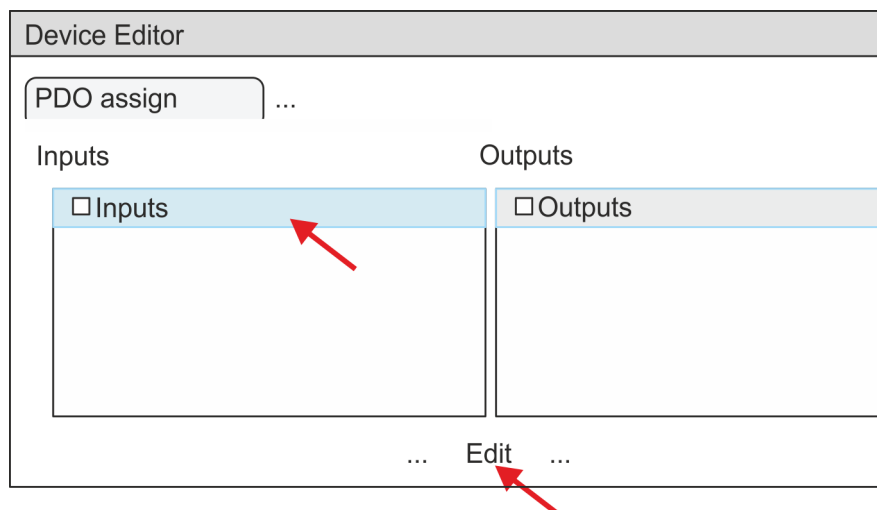 Device Editor
PDO assign ...
Inputs Outputs
Inputs Outputs
... Edit ...